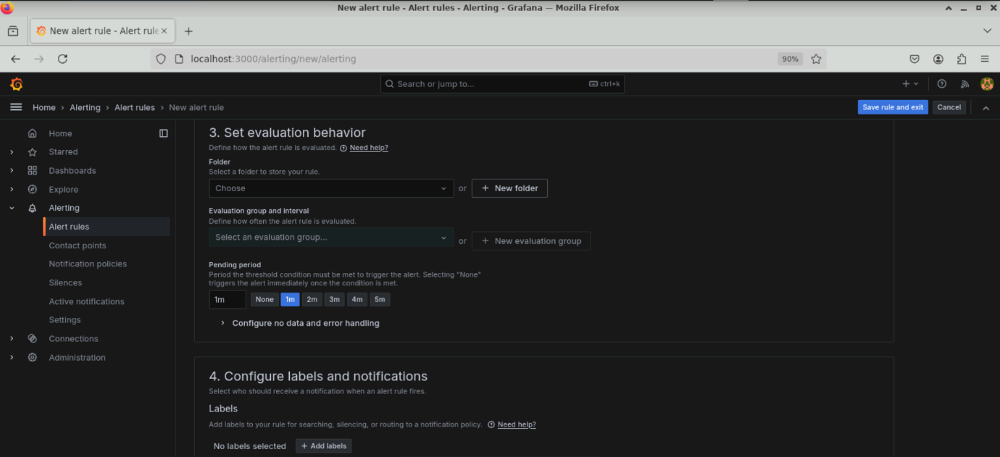 New alert rule - Alert rules - Alerting - Grafana — Mozilla Firefox
New alert rule - Alert rule
localhost:3000/alerting/new/alerting
90%
Search or jump to...
ctrl+k
Home › Alerting › Alert rules › New alert rule
Save rule and exit
Cancel
Home
Starred
Dashboards
Explore
Alerting
Alert rules
Contact points
Notification policies
Silences
Active notifications
Settings
Connections
Administration
3. Set evaluation behavior
Define how the alert rule is evaluated. Need help?
Folder
Select a folder to store your rule.
Choose
or
+ New folder
Evaluation group and interval
Define how often the alert rule is evaluated.
Select an evaluation group...
or
+ New evaluation group
Pending period
Period the threshold condition must be met to trigger the alert. Selecting "None"
triggers the alert immediately once the condition is met.
1m None 1m 2m 3m 4m 5m
Configure no data and error handling
4. Configure labels and notifications
Select who should receive a notification when an alert rule fires.
Labels
Add labels to your rule for searching, silencing, or routing to a notification policy. Need help?
No labels selected
+ Add labels